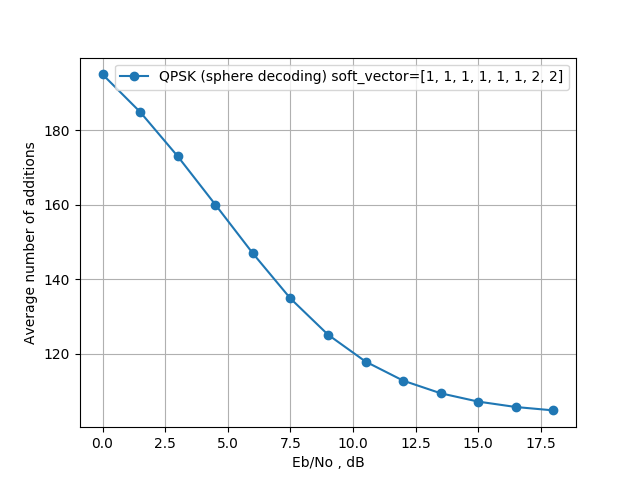 QPSK (sphere decoding) soft_vector=[1, 1, 1, 1, 1, 1, 2, 2]
Average number of additions
180
160
140
120
0.0 2.5 5.0 7.5 10.0 12.5 15.0 17.5
Eb/No , dB